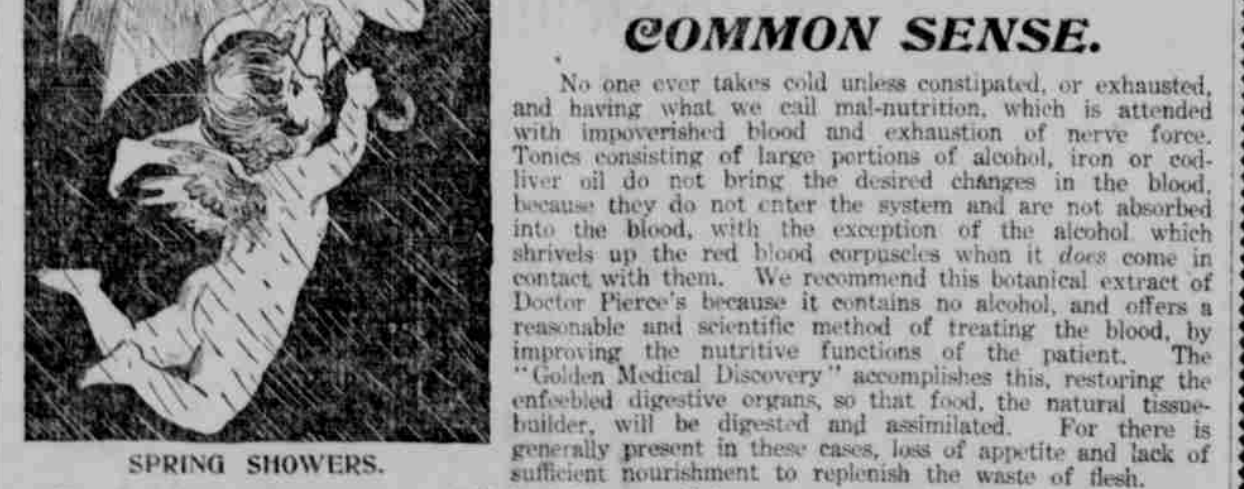 COMMON SENSE.
No one ever takes cold unless constipated, or exhausted,
and having what we call mal-nutrition, which is attended
with impoverished blood and exhaustion of nerve force.
Tonics consisting of large portions of alcohol, iron or cod-
liver oil do not bring the desired changes in the blood,
because they do not enter the system and are not absorbed
into the blood, with the exception of the alcohol which
shrivels up the red blood corpuscles when it does come in
contact with them. We recommend this botanical extract of
Doctor Pierce's because it contains no alcohol, and offers a
reasonable and scientific method of treating the blood, by
improving the nutritive functions of the patient. The
"Golden Medical Discovery" accomplishes this, restoring the
enfeebled digestive organs, so that food, the natural tissue-
builder, will be digested and assimilated. For there is
generally present in these cases, loss of appetite and lack of
sufficient nourishment to replenish the waste of flesh.
SPRING SHOWERS.